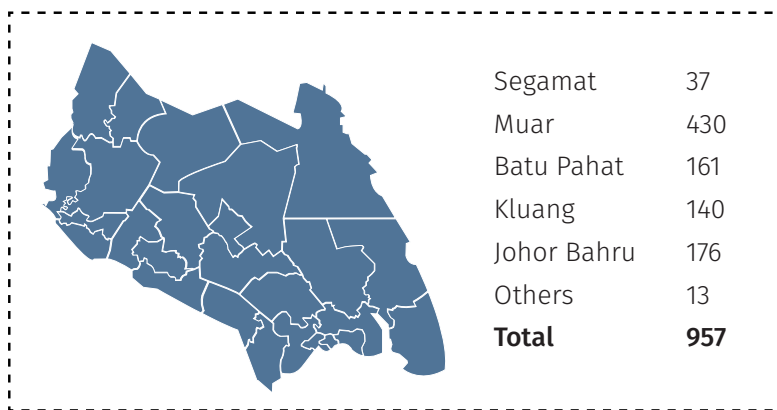 Segamat 37
Muar 430
Batu Pahat 161
Kluang 140
Johor Bahru 176
Others 13
Total 957